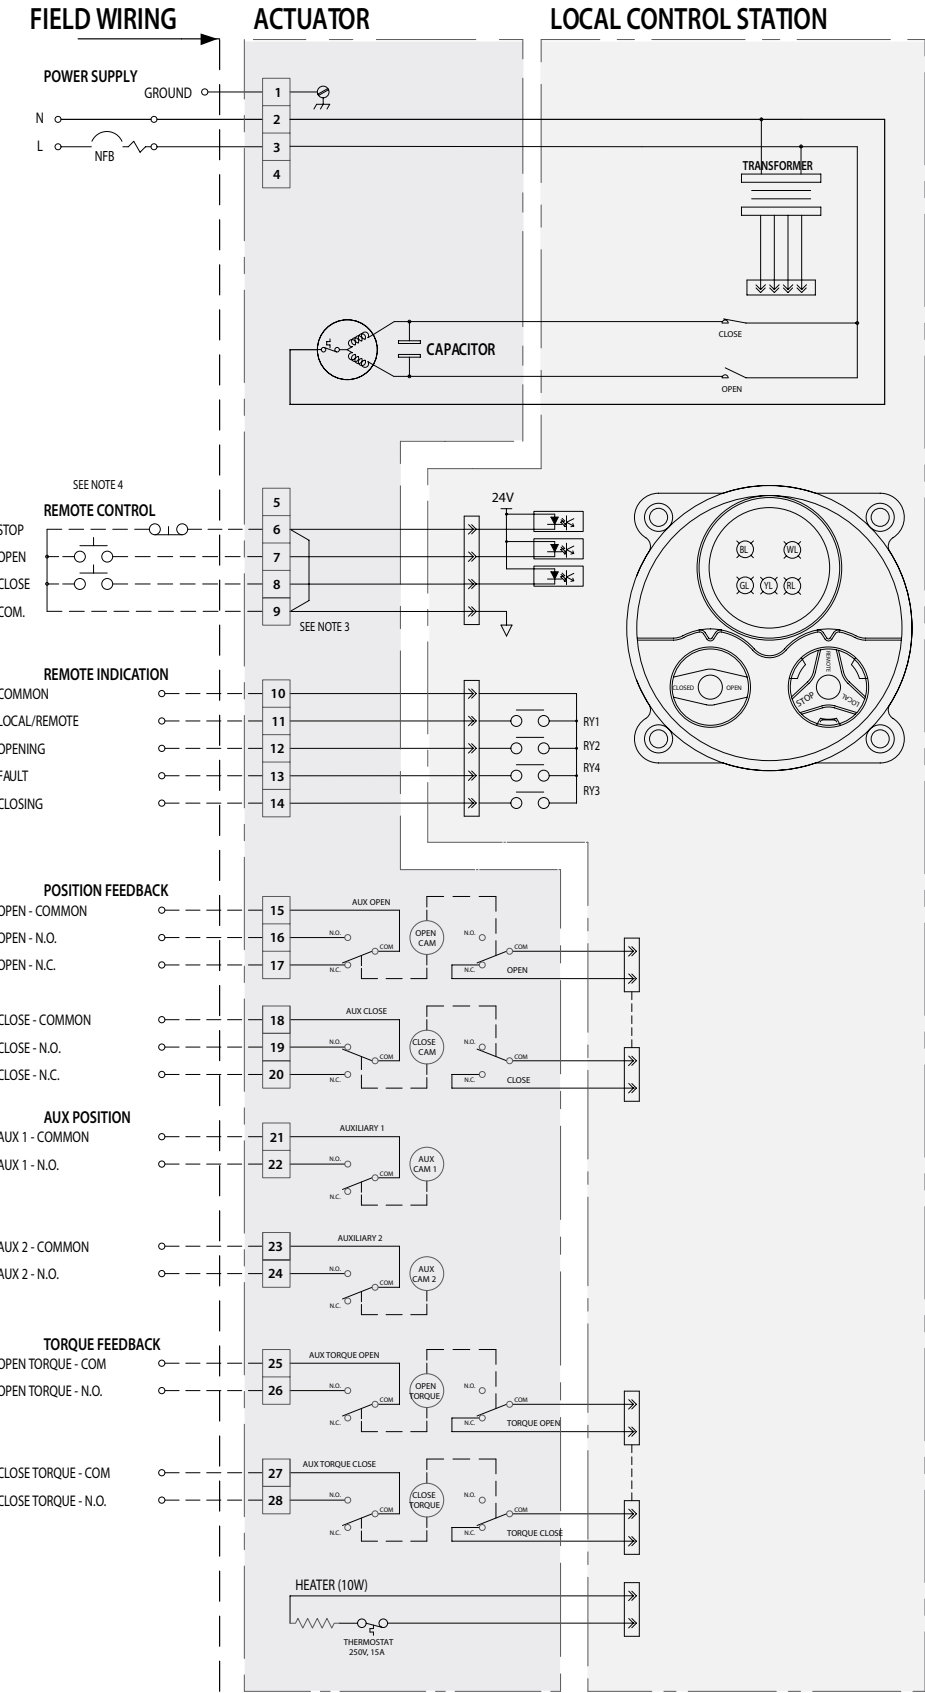 FIELD WIRING
ACTUATOR
LOCAL CONTROL STATION
POWER SUPPLY
GROUND
1
N
2
L
NFB
3
4
TRANSFORMER
CLOSE
CAPACITOR
OPEN
SEE NOTE 4
REMOTE CONTROL
5
24V
STOP
6
OPEN
7
CLOSE
8
COM.
9
SEE NOTE 3
BL
WL
GL
YL
RL
CLOSED
OPEN
REMOTE
STOP
LOCAL
REMOTE INDICATION
COMMON
10
LOCAL/REMOTE
11
RY1
OPENING
12
RY2
FAULT
13
RY4
CLOSING
14
RY3
POSITION FEEDBACK
AUX OPEN
OPEN - COMMON
15
OPEN - N.O.
16
N.O.
OPEN CAM
N.O.
COM
COM
OPEN - N.C.
17
N.C.
N.C.
OPEN
AUX CLOSE
CLOSE - COMMON
18
CLOSE - N.O.
19
N.O.
CLOSE CAM
N.O.
COM
COM
CLOSE - N.C.
20
N.C.
N.C.
CLOSE
AUX POSITION
AUXILIARY 1
AUX 1 - COMMON
21
AUX 1 - N.O.
22
N.O.
AUX CAM 1
COM
N.C.
AUXILIARY 2
AUX 2 - COMMON
23
AUX 2 - N.O.
24
N.O.
AUX CAM 2
COM
N.C.
TORQUE FEEDBACK
AUX TORQUE OPEN
OPEN TORQUE - COM
25
OPEN TORQUE - N.O.
26
N.O.
OPEN TORQUE
N.O.
COM
COM
N.C.
N.C.
TORQUE OPEN
AUX TORQUE CLOSE
CLOSE TORQUE - COM
27
CLOSE TORQUE - N.O.
28
N.O.
CLOSE TORQUE
N.O.
COM
COM
N.C.
N.C.
TORQUE CLOSE
HEATER (10W)
THERMOSTAT
250V, 15A